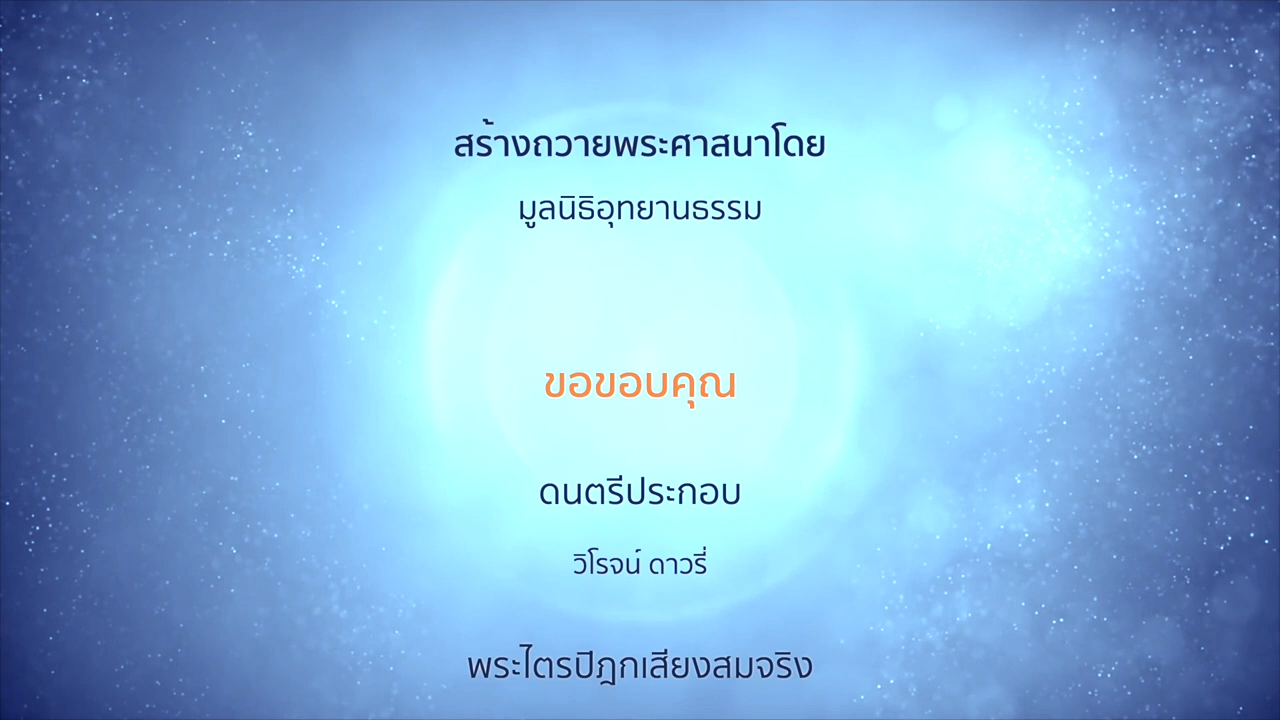 สร้างถวายพระศาสนาโดย
มูลนิธิอุทยานธรรม
ขอขอบคุณ
ดนตรีประกอบ
วิโรจน์ ดาวรี่
พระไตรปิฎกเสียงสมจริง